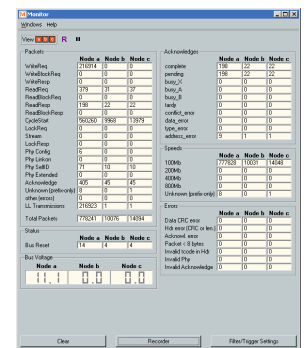 Monitor
Windows Help
View a b c R
Packets
Node a Node b Node c
WriteReq 216914 0 0
WriteBlockReq 0 0 0
WriteResp 0 0 0
ReadReq 379 31 37
ReadBlockReq 0 0 0
ReadResp 198 22 22
ReadBlockResp 0 0 0
CycleStart 560260 9968 13979
LockReq 0 0 0
Stream 0 0 0
LockResp 0 0 0
Phy Config 6 0 0
Phy Linkon 0 0 0
Phy SelfID 71 10 10
Phy Extended 0 0 0
Acknowledge 405 45 45
Unknown (prefix-only) 8 0 1
other (errors) 0 0 0
LL Transmissions 216923 1 1
Total Packets 778241 10076 14094
Status
Node a Node b Node c
Bus Reset 14 4 4
Bus Voltage
Node a Node b Node c
11.1 0.0 0.0
Acknowledges
Node a Node b Node c
complete 198 22 22
pending 198 22 22
busy_X 0 0 0
busy_A 0 0 0
busy_B 0 0 0
tardy 0 0 0
conflict_error 0 0 0
data_error 0 0 0
type_error 0 0 0
address_error 9 1 1
Speeds
Node a Node b Node c
100Mb 777828 10031 14048
200Mb 0 0 0
400Mb 0 0 0
800Mb 0 0 0
Unknown (prefix-only) 8 0 1
Errors
Node a Node b Node c
Data CRC error 0 0 0
Hdr error (CRC or len.) 0 0 0
Acknowl. error 0 0 0
Packet < 8 bytes 0 0 0
Invalid tcode in Hdr 0 0 0
Invalid Phy 0 0 0
Invalid Acknowledge 0 0 0
Clear Recorder Filter/Trigger Settings